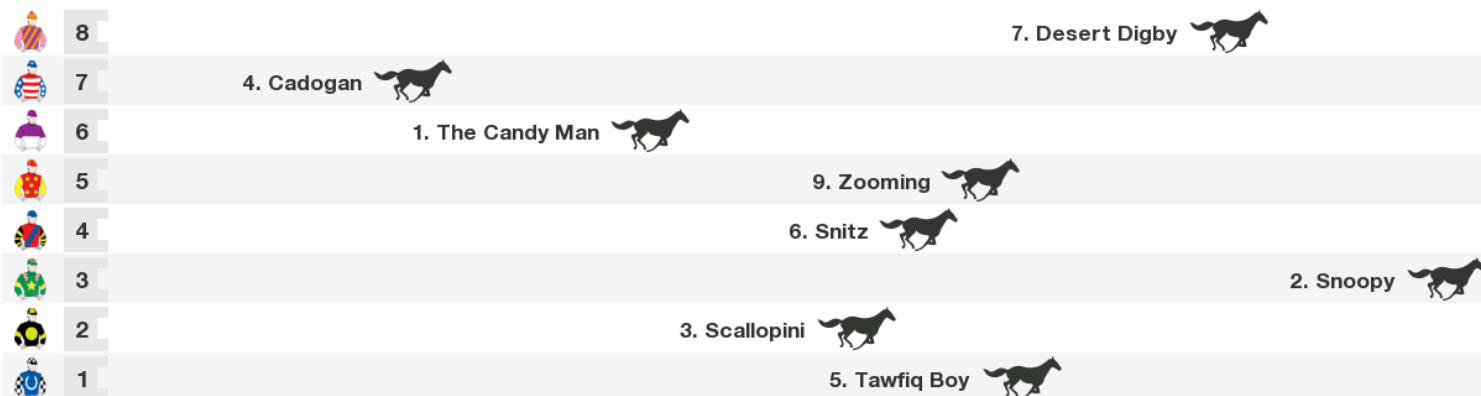 8 7. Desert Digby
7 4. Cadogan
6 1. The Candy Man
5 9. Zooming
4 6. Snitz
3 2. Snoopy
2 3. Scallopini
1 5. Tawfiq Boy